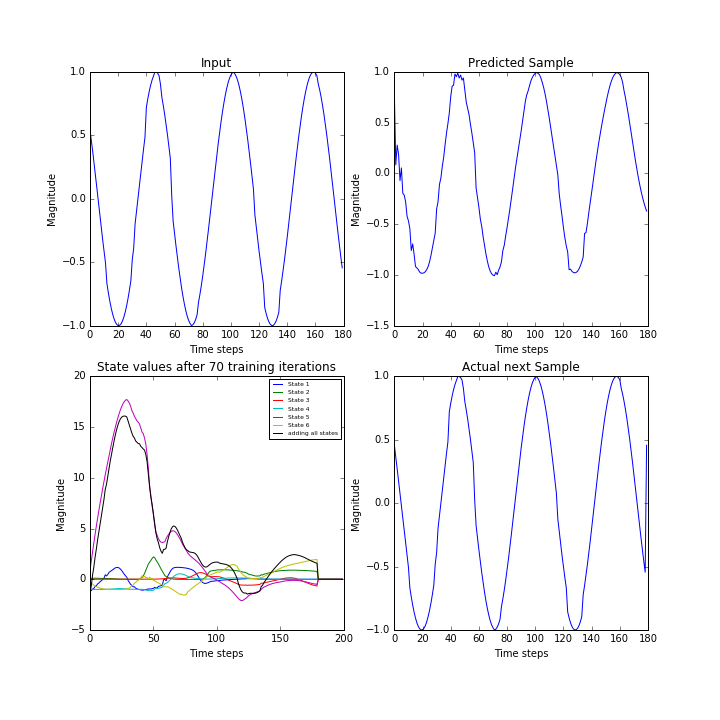 Input
Predicted Sample
1.0
0.5
0.0
−0.5
−1.0
Magnitude
0 20 40 60 80 100 120 140 160 180
Time steps
1.0
0.5
0.0
−0.5
−1.0
−1.5
Magnitude
0 20 40 60 80 100 120 140 160 180
Time steps
State values after 70 training iterations
Actual next Sample
20
15
10
5
0
−5
Magnitude
State 1
State 2
State 3
State 4
State 5
State 6
adding all states
0 50 100 150 200
Time steps
1.0
0.5
0.0
−0.5
−1.0
Magnitude
0 20 40 60 80 100 120 140 160 180
Time steps